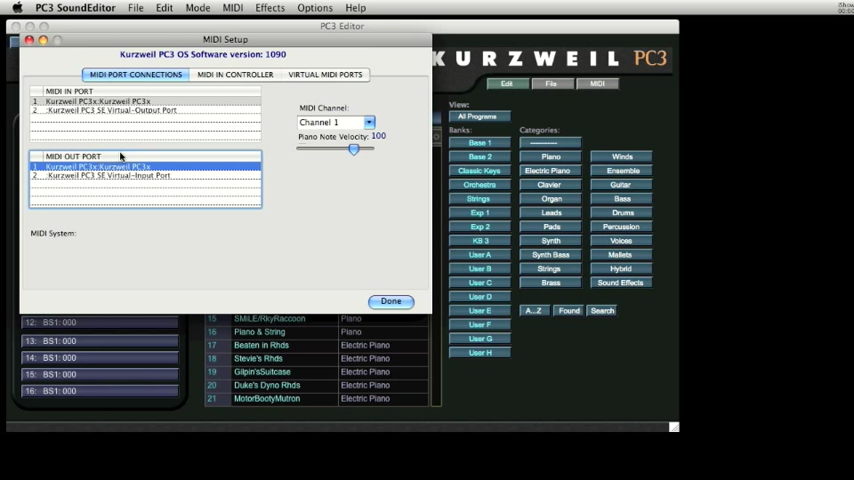 PC3 SoundEditor File Edit Mode MIDI Effects Options Help
PC3 Editor
MIDI Setup
Kurzweil PC3 OS Software version: 1090
MIDI PORT CONNECTIONS MIDI IN CONTROLLER VIRTUAL MIDI PORTS
MIDI IN PORT
1 Kurzweil PC3x:Kurzweil PC3x
2 :Kurzweil PC3 SE Virtual-Output Port
MIDI Channel:
Channel 1
Piano Note Velocity: 100
MIDI OUT PORT
1 Kurzweil PC3x:Kurzweil PC3x
2 :Kurzweil PC3 SE Virtual-Input Port
MIDI System:
Done
KURZWEIL PC3
Edit File MIDI
View:
All Programs
Banks: Categories:
Base 1 ----------
Base 2 Piano Winds
Classic Keys Electric Piano Ensemble
Orchestra Clavier Guitar
Strings Organ Bass
Exp 1 Leads Drums
Exp 2 Pads Percussion
KB 3 Synth Voices
User A Synth Bass Mallets
User B Strings Hybrid
User C Brass Sound Effects
User D
User E A...Z Found Search
User F
User G
User H
12: BS1: 000
13: BS1: 000
14: BS1: 000
15: BS1: 000
16: BS1: 000
15 SMILE/RkyRaccoon Piano
16 Piano & String Piano
17 Beaten in Rhds Electric Piano
18 Stevie's Rhds Electric Piano
19 Gilpin'sSuitcase Electric Piano
20 Duke's Dyno Rhds Electric Piano
21 MotorBootyMutron Electric Piano